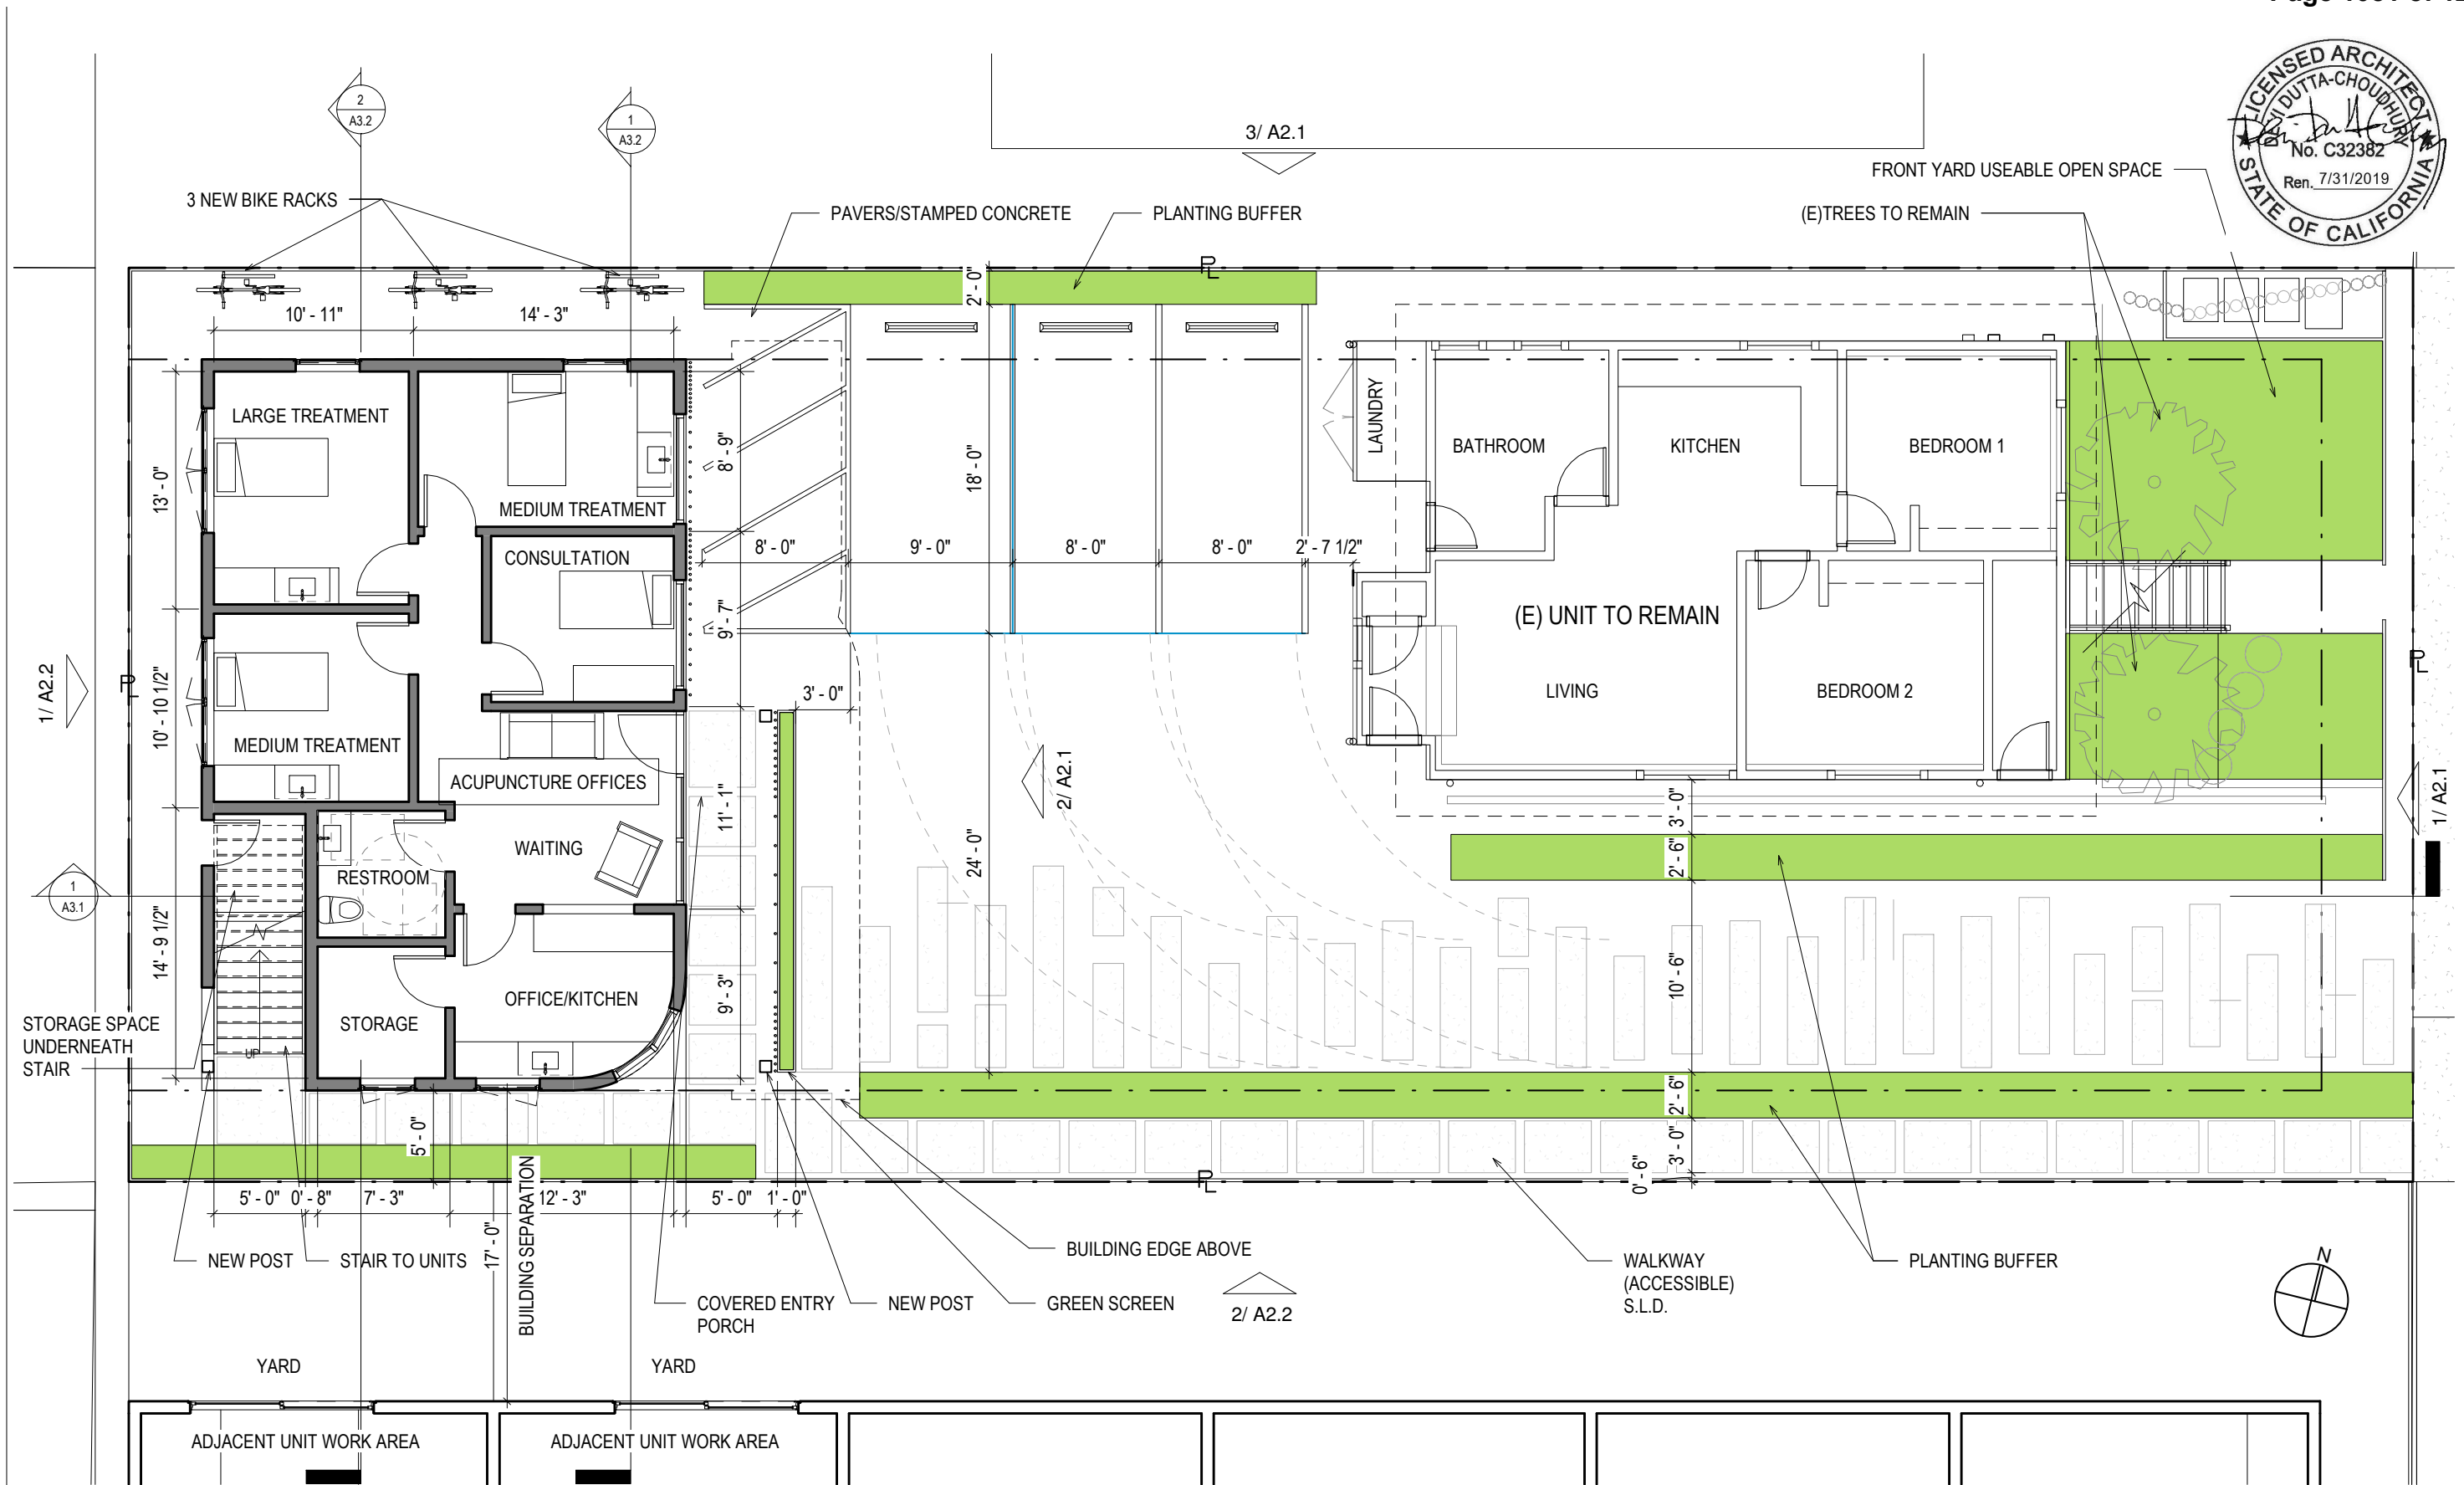 LICENSED ARCHITECT
DEVI DUTTA-CHOUDHURY
No. C32382
Ren. 7/31/2019
STATE OF CALIFORNIA
2
A3.2
1
A3.2
3/ A2.1
3 NEW BIKE RACKS
PAVERS/STAMPED CONCRETE
PLANTING BUFFER
FRONT YARD USEABLE OPEN SPACE
(E)TREES TO REMAIN
PL
2' - 0"
10' - 11"
14' - 3"
LARGE TREATMENT
MEDIUM TREATMENT
13' - 0"
8' - 9"
18' - 0"
LAUNDRY
BATHROOM
KITCHEN
BEDROOM 1
CONSULTATION
8' - 0"
9' - 0"
8' - 0"
8' - 0"
2' - 7 1/2"
9' - 7"
(E) UNIT TO REMAIN
1/ A2.2
PL
10' - 10 1/2"
3' - 0"
LIVING
BEDROOM 2
PL
MEDIUM TREATMENT
ACUPUNCTURE OFFICES
2/ A2.1
11' - 1"
3' - 0"
1/ A2.1
WAITING
24' - 0"
2' - 6"
RESTROOM
1
A3.1
14' - 9 1/2"
10' - 6"
OFFICE/KITCHEN
9' - 3"
STORAGE
STORAGE SPACE
UNDERNEATH
STAIR
UP
2' - 6"
5' - 0"
3' - 0"
0' - 6"
PL
5' - 0"
0' - 8"
7' - 3"
12' - 3"
5' - 0"
1' - 0"
17' - 0"
BUILDING SEPARATION
NEW POST
STAIR TO UNITS
BUILDING EDGE ABOVE
WALKWAY
(ACCESSIBLE)
S.L.D.
PLANTING BUFFER
N
COVERED ENTRY
PORCH
NEW POST
GREEN SCREEN
2/ A2.2
YARD
YARD
ADJACENT UNIT WORK AREA
ADJACENT UNIT WORK AREA